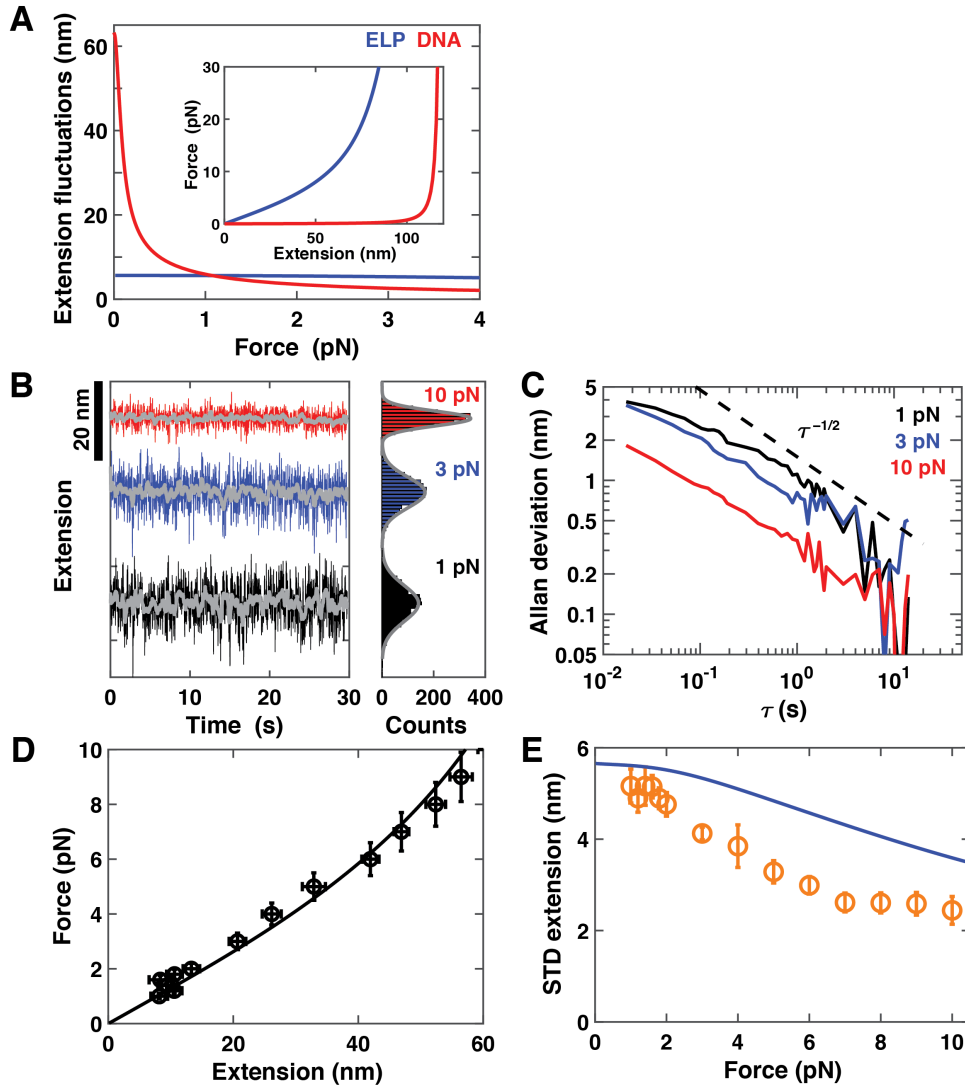 A
ELP DNA
Extension fluctuations (nm)
60
40
20
0
0 1 2 3 4
Force (pN)
30
20
10
0
Force (pN)
0 50 100
Extension (nm)
B
20 nm
Extension
10 pN
3 pN
1 pN
0 10 20 30
Time (s)
0 200 400
Counts
C
Allan deviation (nm)
5
2
1
0.5
0.2
0.1
0.05
τ-1/2
1 pN
3 pN
10 pN
10-2 10-1 100 101
τ (s)
D
Force (pN)
10
8
6
4
2
0
0 20 40 60
Extension (nm)
E
STD extension (nm)
6
4
2
0
0 2 4 6 8 10
Force (pN)